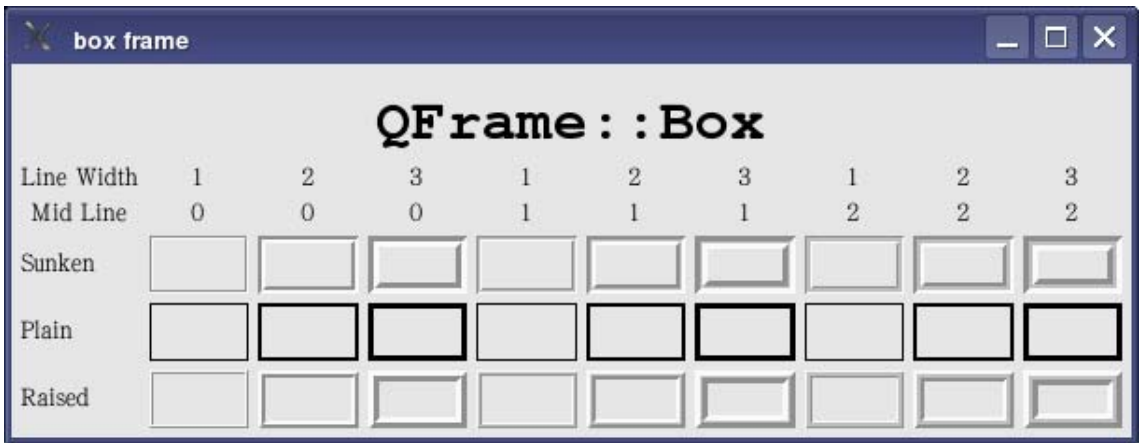 box frame
QFrame::Box
Line Width 1 2 3 1 2 3 1 2 3
Mid Line 0 0 0 1 1 1 2 2 2
Sunken
Plain
Raised